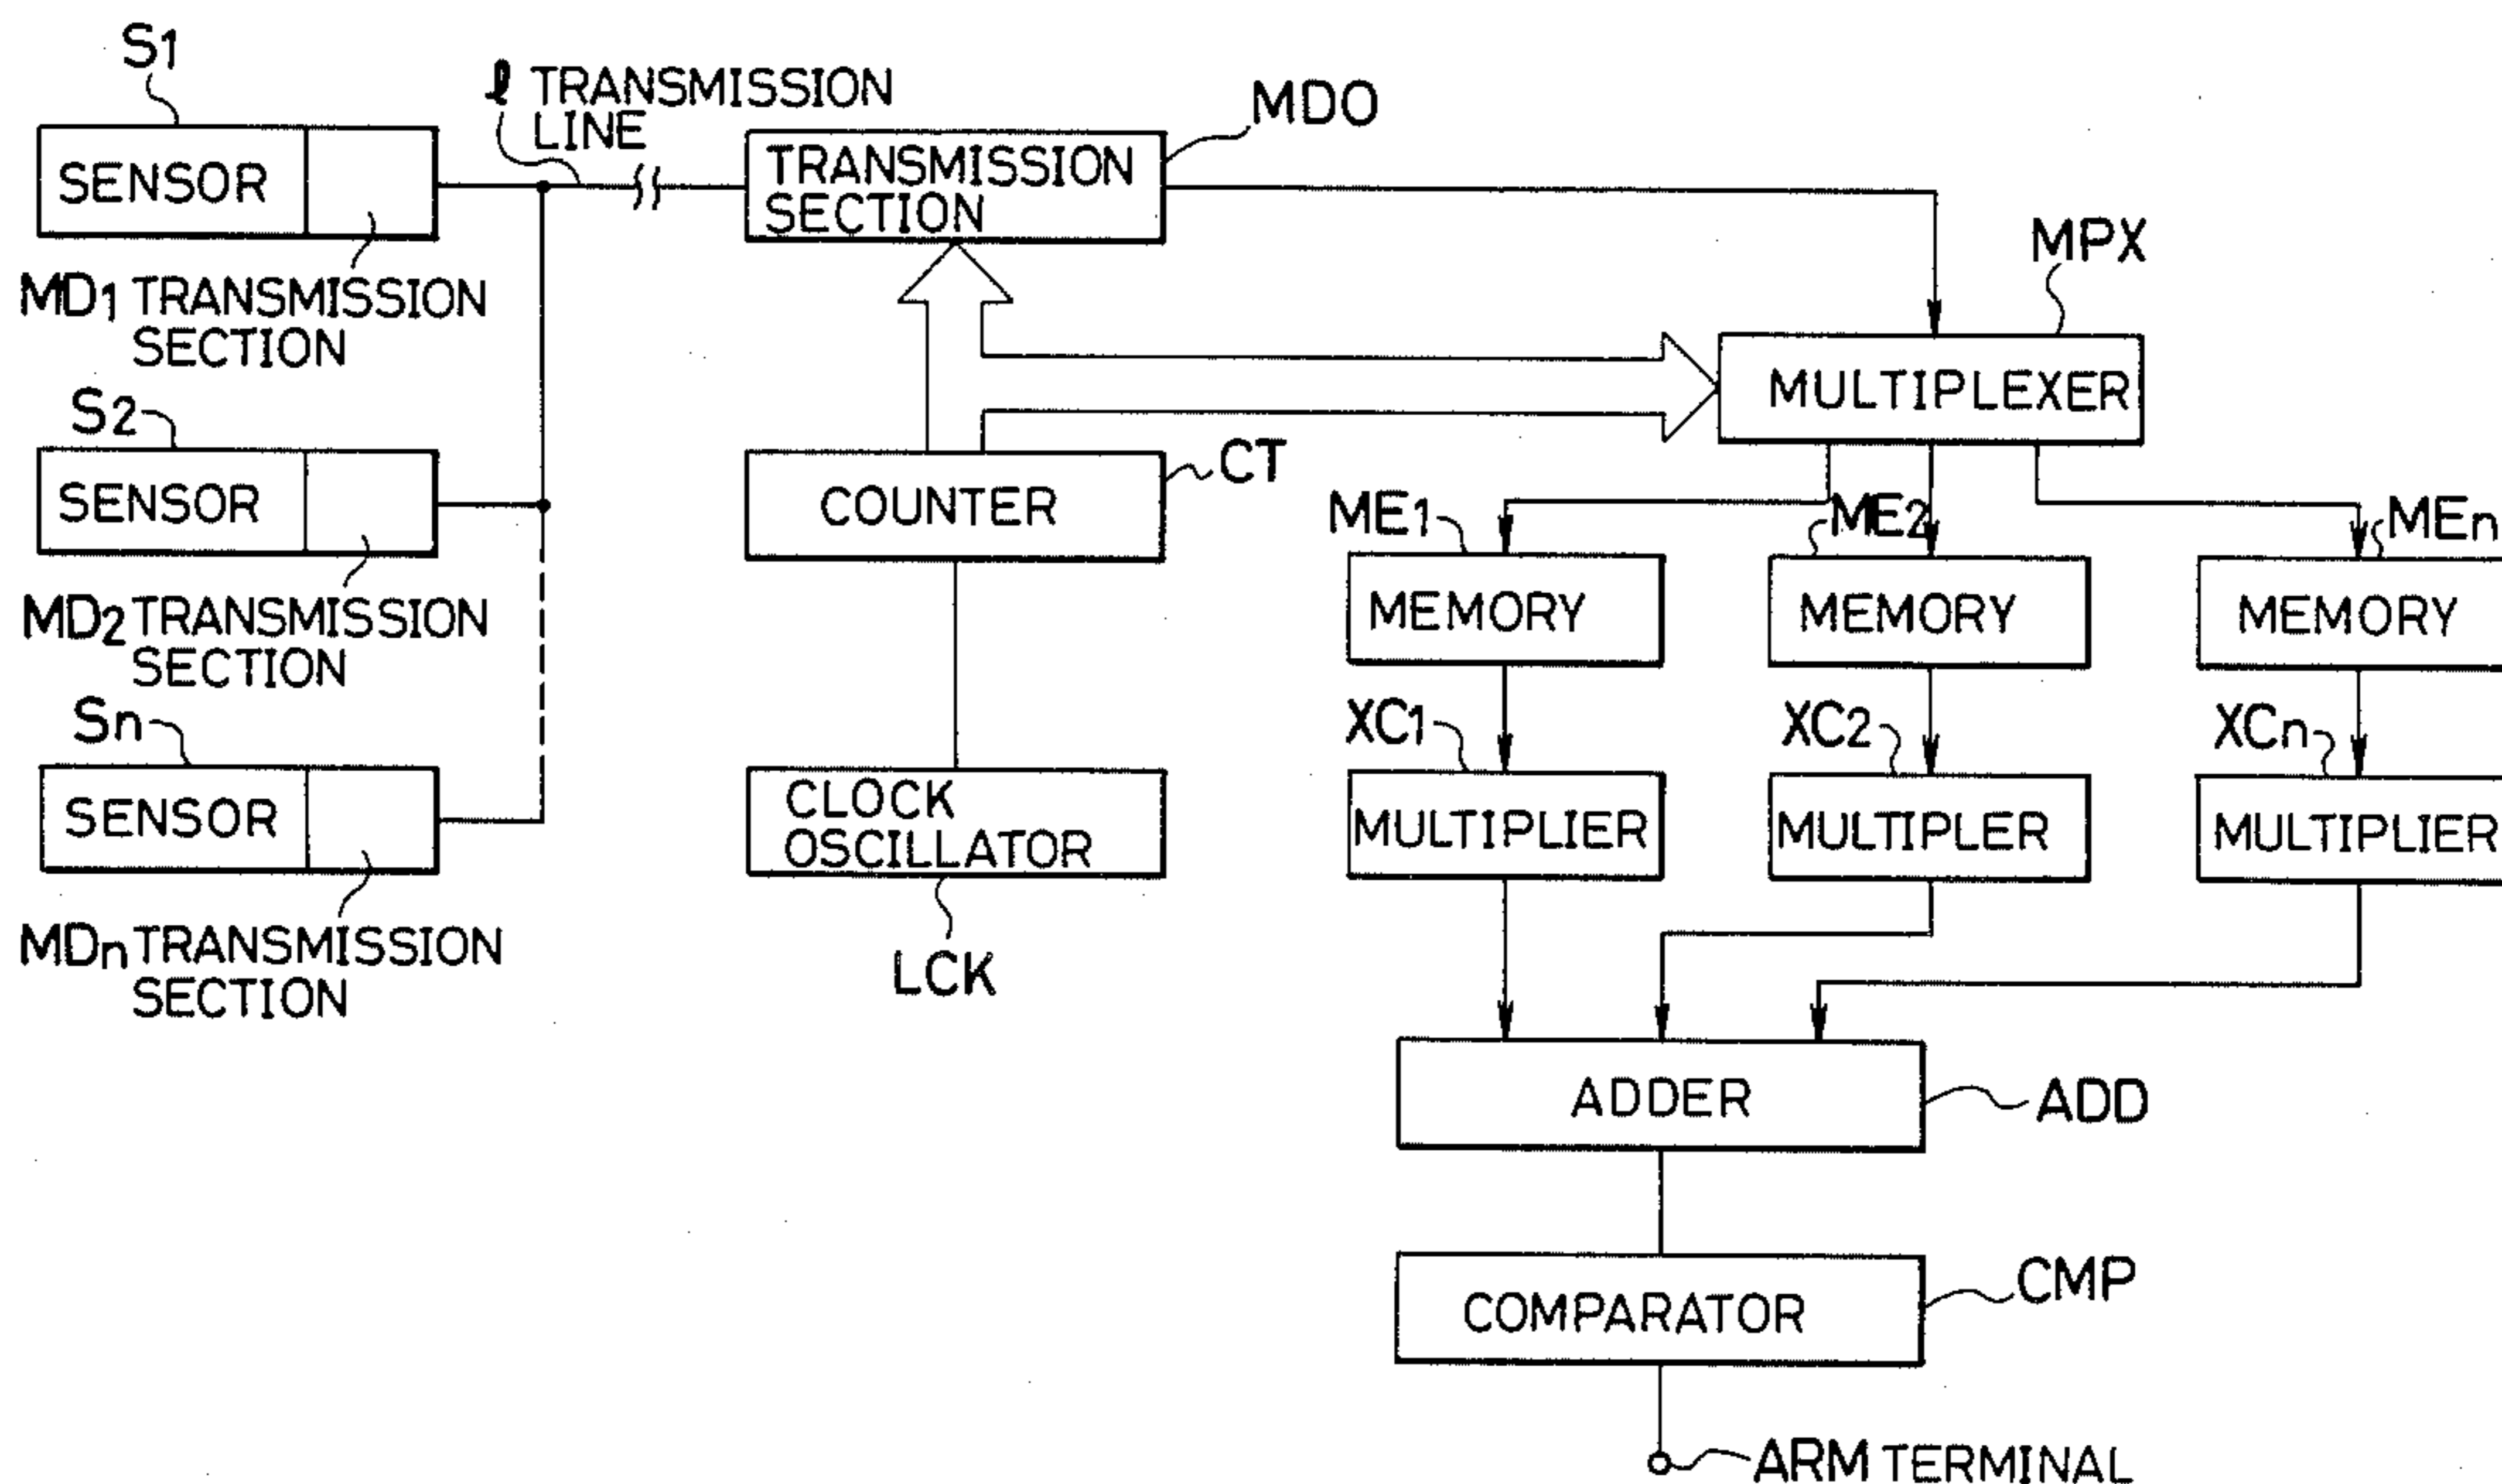 S1
ℓ TRANSMISSION
LINE
MDO
SENSOR
TRANSMISSION
SECTION
MPX
MD1 TRANSMISSION
SECTION
MULTIPLEXER
S2
CT
SENSOR
COUNTER
ME1
ME2
MEn
MEMORY
MEMORY
MEMORY
MD2 TRANSMISSION
SECTION
Sn
XC1
XC2
XCn
SENSOR
CLOCK
OSCILLATOR
MULTIPLIER
MULTIPLER
MULTIPLIER
MDn TRANSMISSION
SECTION
LCK
ADDER
ADD
COMPARATOR
CMP
ARM TERMINAL